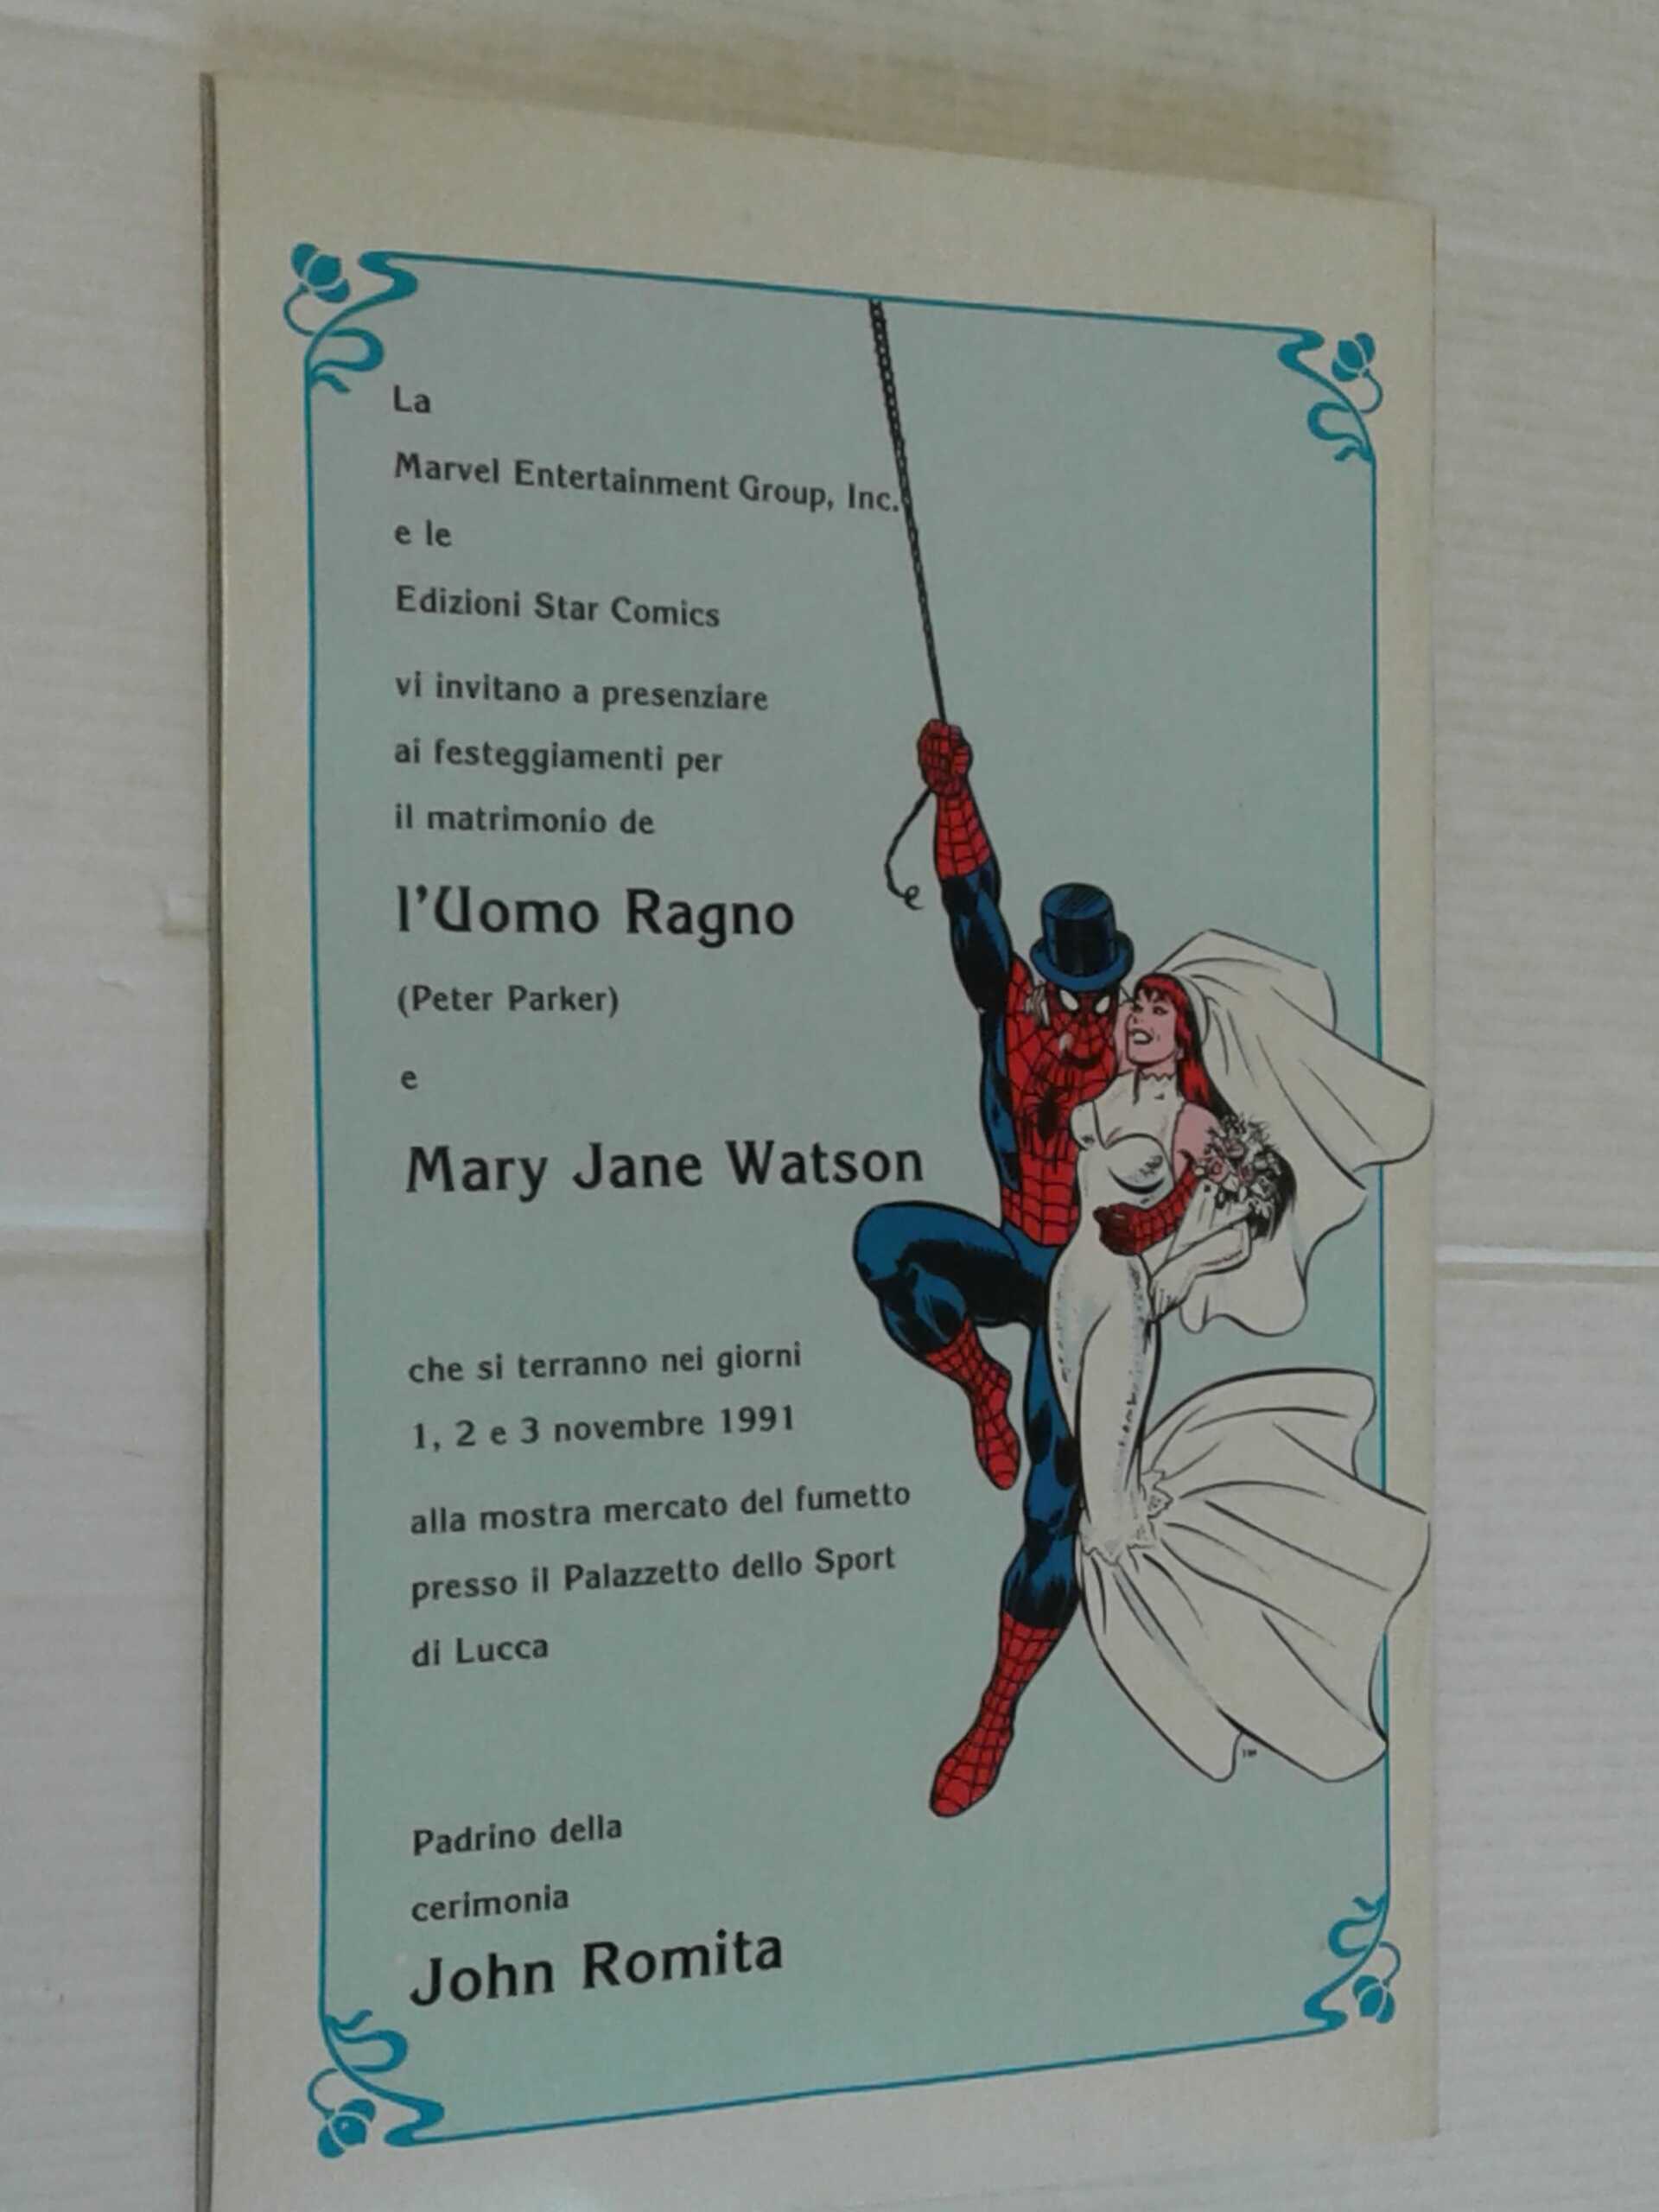 La
Marvel Entertainment Group, Inc.
e le
Edizioni Star Comics
vi invitano a presenziare
ai festeggiamenti per
il matrimonio de
l'Uomo Ragno
(Peter Parker)
e
Mary Jane Watson
che si terranno nei giorni
1, 2 e 3 novembre 1991
alla mostra mercato del fumetto
presso il Palazzetto dello Sport
di Lucca
TM
Padrino della
cerimonia
John Romita